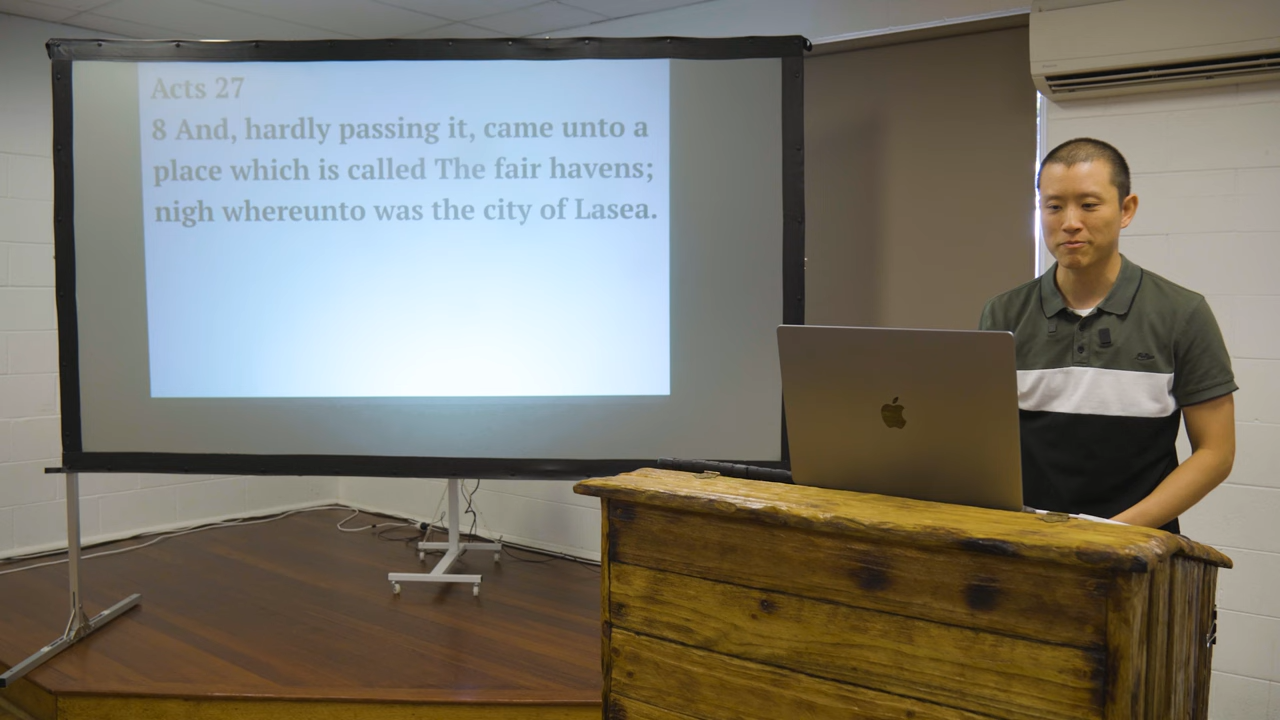 Acts 27
8 And, hardly passing it, came unto a
place which is called The fair havens;
nigh whereunto was the city of Lasea.